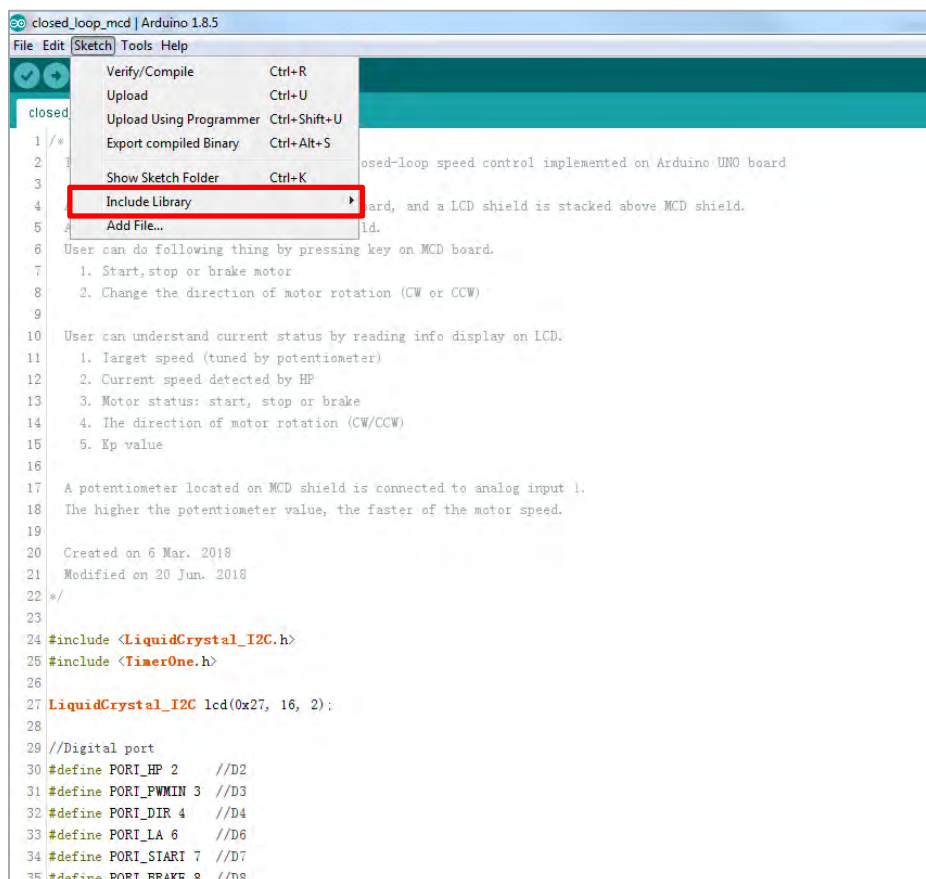 closed_loop_mcd | Arduino 1.8.5
File Edit Sketch Tools Help
Verify/Compile Ctrl+R
Upload Ctrl+U
Upload Using Programmer Ctrl+Shift+U
Export compiled Binary Ctrl+Alt+S
Show Sketch Folder Ctrl+K
Include Library
Add File...
closed
1 /*
2 osed-loop speed control implemented on Arduino UNO board
3
4 and a LCD shield is stacked above MCD shield.
5 ld.
6 User can do following thing by pressing key on MCD board.
7 1. Start,stop or brake motor
8 2. Change the direction of motor rotation (CW or CCW)
9
10 User can understand current status by reading info display on LCD.
11 1. Target speed (tuned by potentiometer)
12 2. Current speed detected by HP
13 3. Motor status: start, stop or brake
14 4. The direction of motor rotation (CW/CCW)
15 5. Kp value
16
17 A potentiometer located on MCD shield is connected to analog input 1.
18 The higher the potentiometer value, the faster of the motor speed.
19
20 Created on 6 Mar. 2018
21 Modified on 20 Jun. 2018
22 */
23
24 #include <LiquidCrystal_I2C.h>
25 #include <TimerOne.h>
26
27 LiquidCrystal_I2C lcd(0x27, 16, 2);
28
29 //Digital port
30 #define PORT_HP 2 //D2
31 #define PORT_PWMIN 3 //D3
32 #define PORT_DIR 4 //D4
33 #define PORT_LA 6 //D6
34 #define PORT_START 7 //D7
35 #define PORT_BRAKE 8 //D8